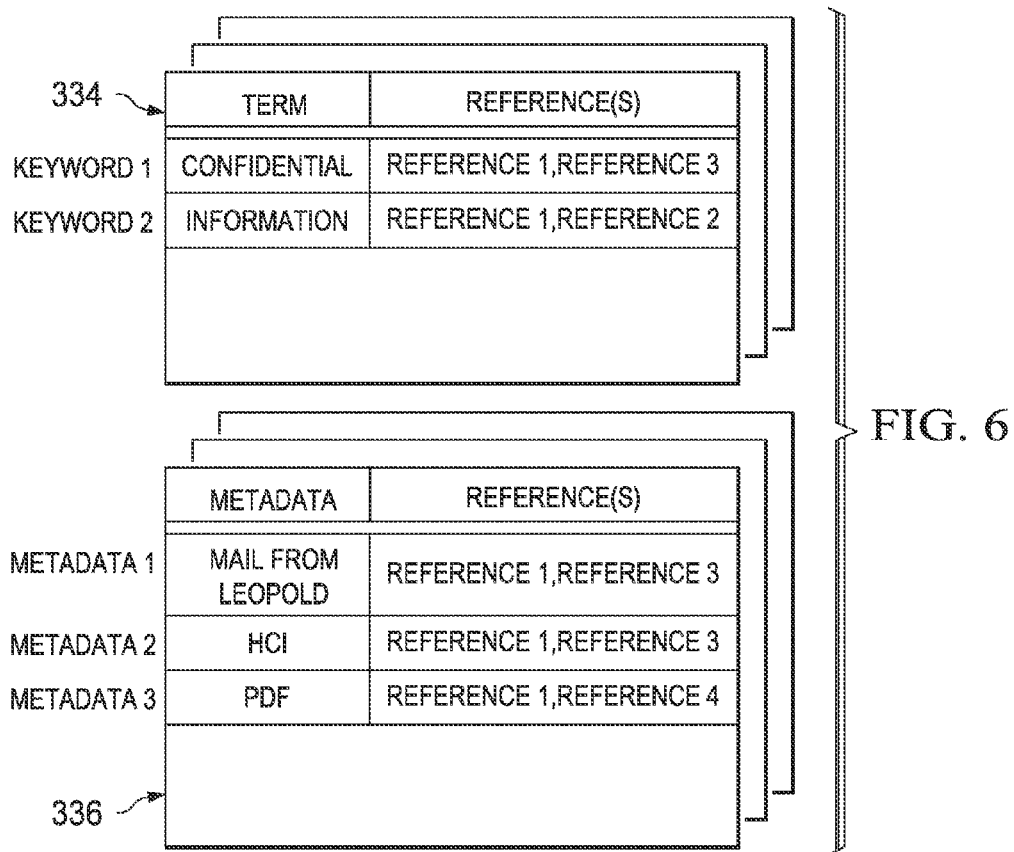 334
TERM REFERENCE(S)
KEYWORD 1 CONFIDENTIAL REFERENCE 1,REFERENCE 3
KEYWORD 2 INFORMATION REFERENCE 1,REFERENCE 2
FIG. 6
METADATA REFERENCE(S)
METADATA 1 MAIL FROM
LEOPOLD REFERENCE 1,REFERENCE 3
METADATA 2 HCI REFERENCE 1,REFERENCE 3
METADATA 3 PDF REFERENCE 1,REFERENCE 4
336